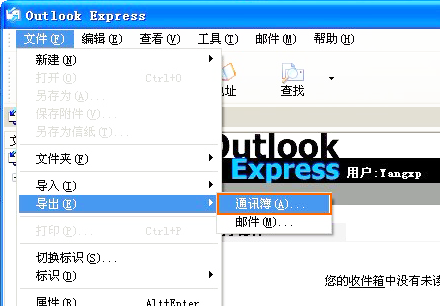 Outlook Express
文件(F) 编辑(E) 查看(V) 工具(T) 邮件(M) 帮助(H)
新建(N)
打开(O) Ctrl+O
另存为(A)...
保存附件(V)...
另存为信纸(T)...
地址 查找
文件夹(F)
Outlook
Express 用户:Yangxp
导入(I)
导出(E) 通讯簿(A)...
邮件(M)...
打印(P)... Ctrl+P
切换标识(S)...
标识(D)
您的收件箱中没有未读
属性(R) Alt+Enter